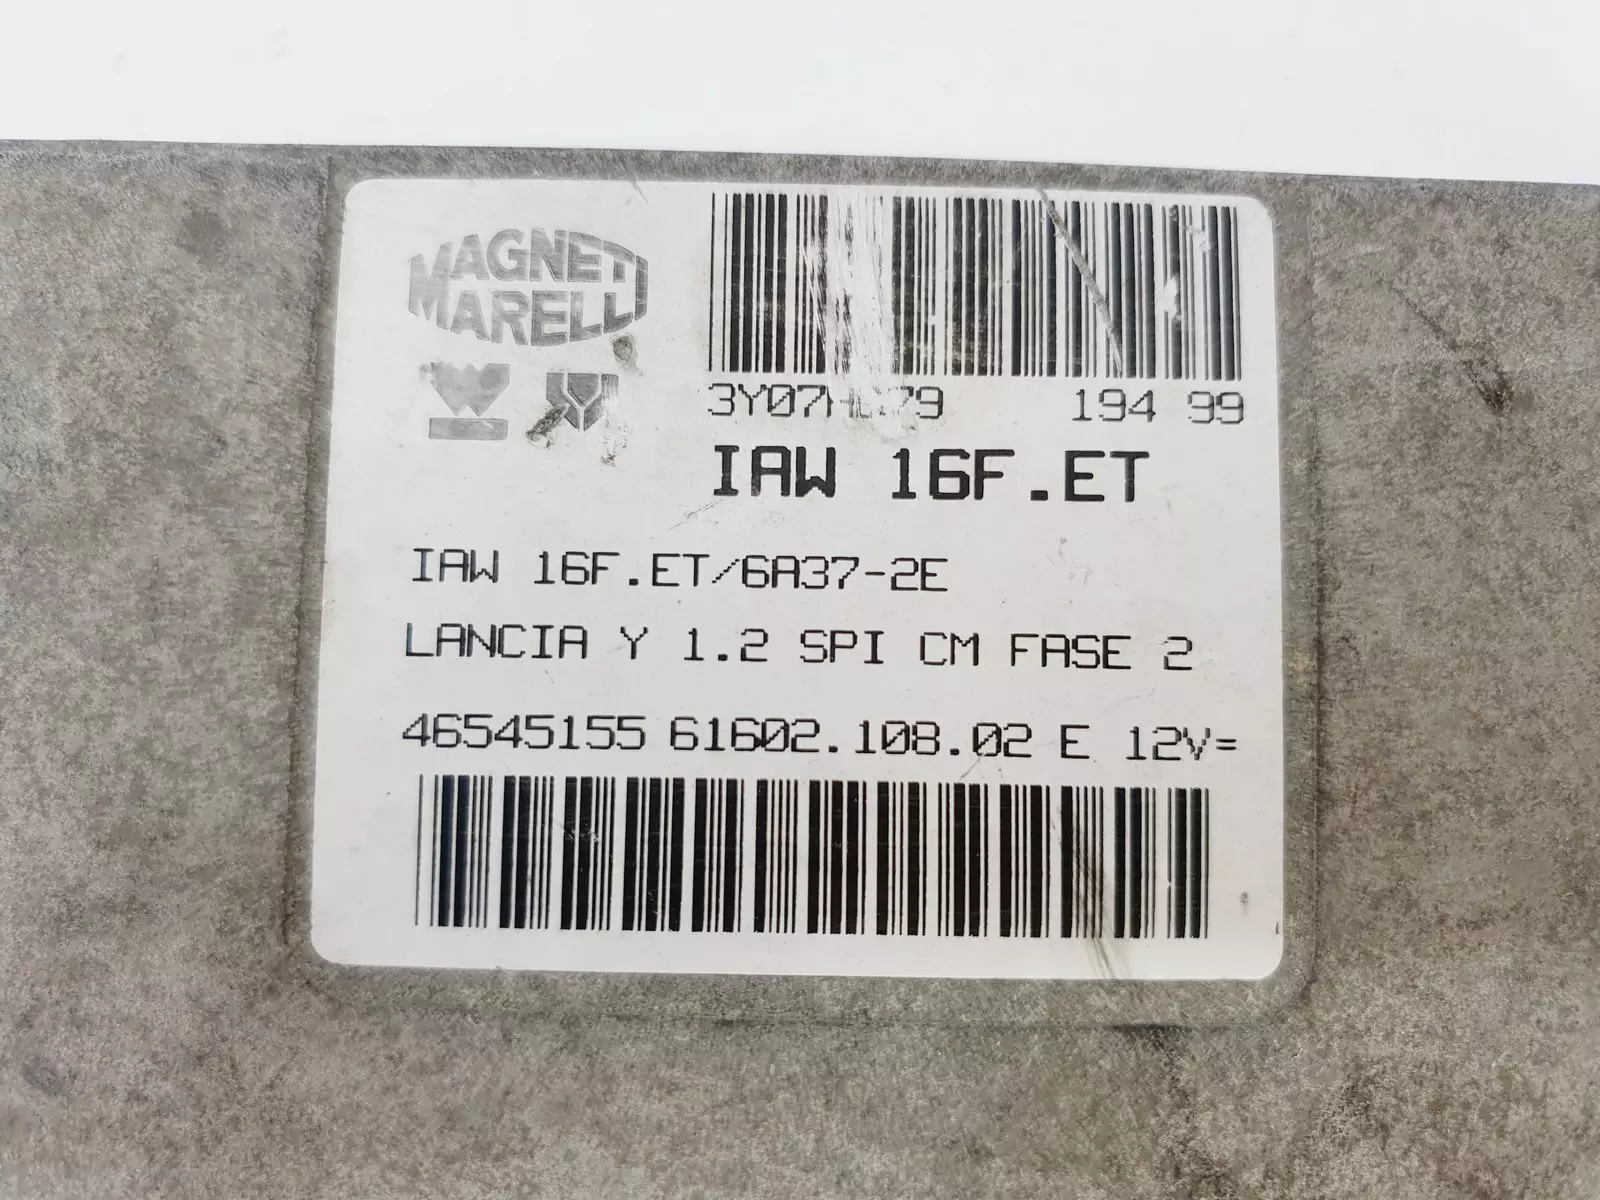 MAGNETI
MARELLI
194 99
IAW 16F.ET
IAW 16F.ET/6A37-2E
LANCIA Y 1.2 SPI CM FASE 2
46545155 61602.108.02 E 12V=